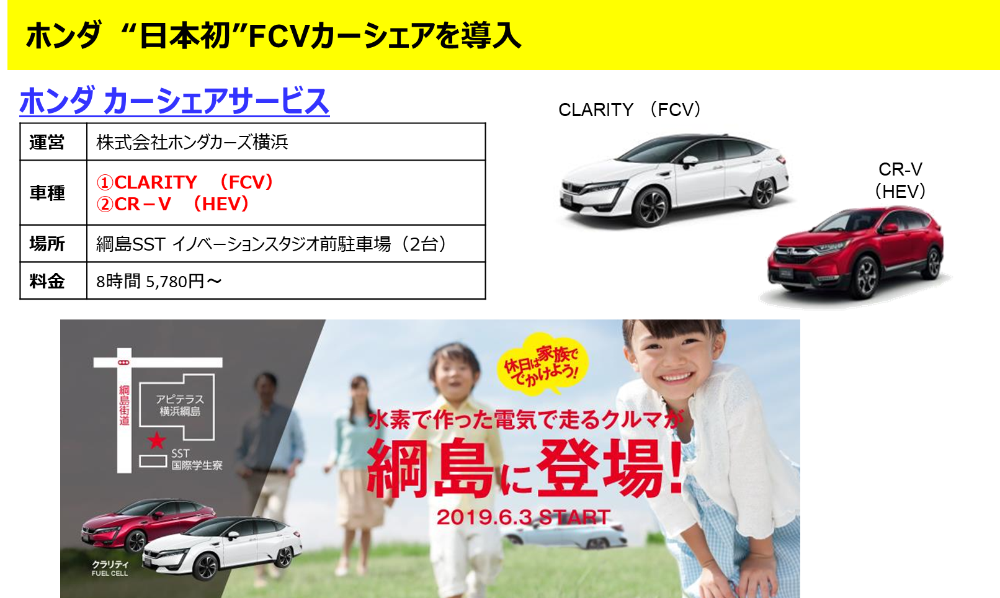 ホンダ “日本初”FCVカーシェアを導入
ホンダ カーシェアサービス
運営 株式会社ホンダカーズ横浜
車種 ①CLARITY （FCV）
②CR－V （HEV）
場所 綱島SST イノベーションスタジオ前駐車場（2台）
料金 8時間 5,780円～
CLARITY （FCV）
CR-V
（HEV）
綱島街道
アピテラス
横浜綱島
SST
国際学生寮
クラリティ
FUEL CELL
休日は家族で
でかけよう!
水素で作った電気で走るクルマが
綱島に登場!
2019.6.3 START